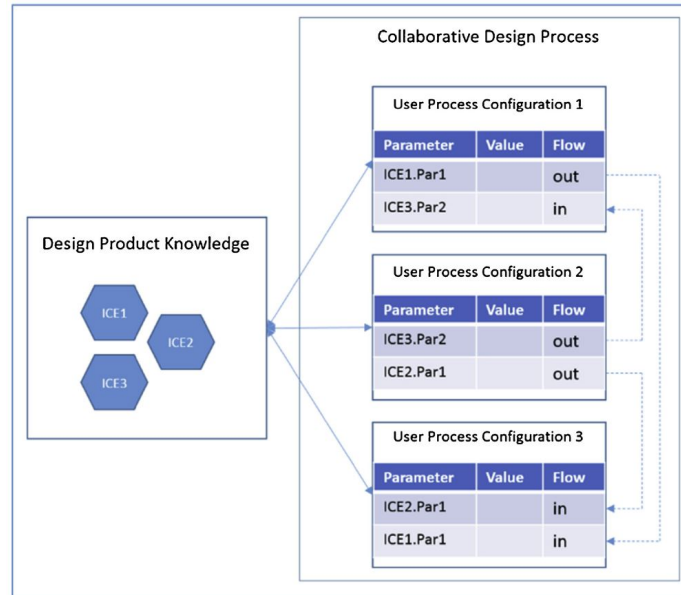 Collaborative Design Process
User Process Configuration 1
Parameter Value Flow
ICE1.Par1 out
ICE3.Par2 in
Design Product Knowledge
ICE1
ICE2
ICE3
User Process Configuration 2
Parameter Value Flow
ICE3.Par2 out
ICE2.Par1 out
User Process Configuration 3
Parameter Value Flow
ICE2.Par1 in
ICE1.Par1 in